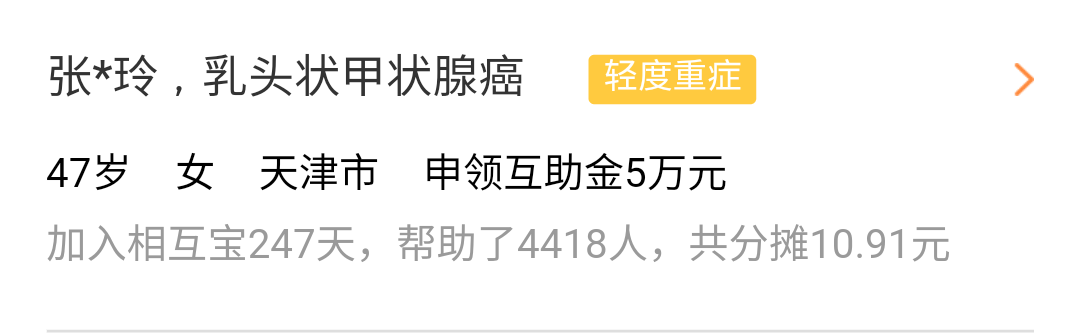 张*玲，乳头状甲状腺癌 轻度重症
47岁 女 天津市 申领互助金5万元
加入相互宝247天，帮助了4418人，共分摊10.91元